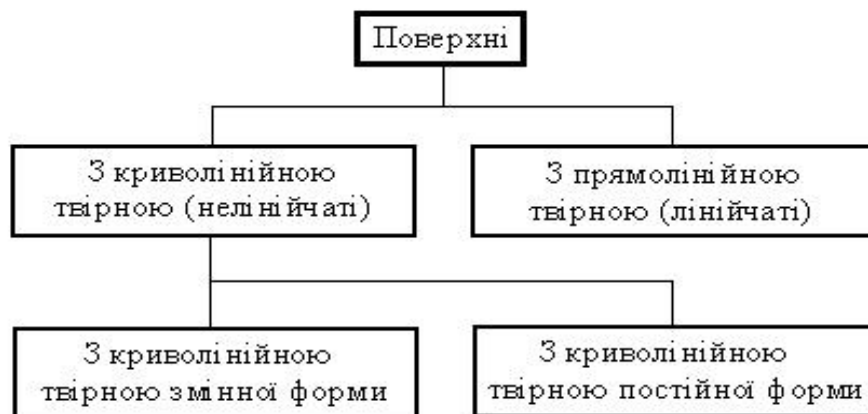 Поверхні
З криволінійною
твірною (нелінійчаті)
З прямолінійною
твірною (лінійчаті)
З криволінійною
твірною змінної форми
З криволінійною
твірною постійної форми